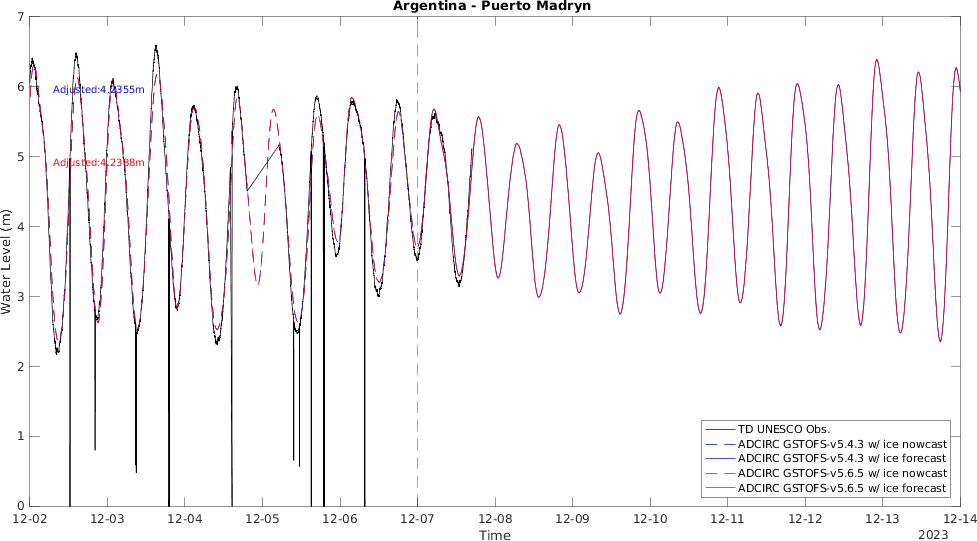 Argentina - Puerto Madryn
7
6
5
4
3
2
1
0
Water Level (m)
Adjusted:4.2355m
Adjusted:4.2388m
TD UNESCO Obs.
ADCIRC GSTOFS-v5.4.3 w/ ice nowcast
ADCIRC GSTOFS-v5.4.3 w/ ice forecast
ADCIRC GSTOFS-v5.6.5 w/ ice nowcast
ADCIRC GSTOFS-v5.6.5 w/ ice forecast
12-02 12-03 12-04 12-05 12-06 12-07 12-08 12-09 12-10 12-11 12-12 12-13 12-14
Time
2023